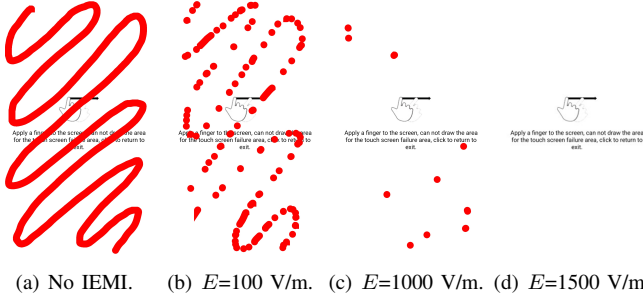 Apply a finger to the screen, can not draw the area
for the touch screen failure area, click to return to
exit.
Apply a finger to the screen, can not draw the area
for the touch screen failure area, click to return to
exit.
Apply a finger to the screen, can not draw the area
for the touch screen failure area, click to return to
exit.
Apply a finger to the screen, can not draw the area
for the touch screen failure area, click to return to
exit.
(a) No IEMI.
(b) E=100 V/m.
(c) E=1000 V/m.
(d) E=1500 V/m